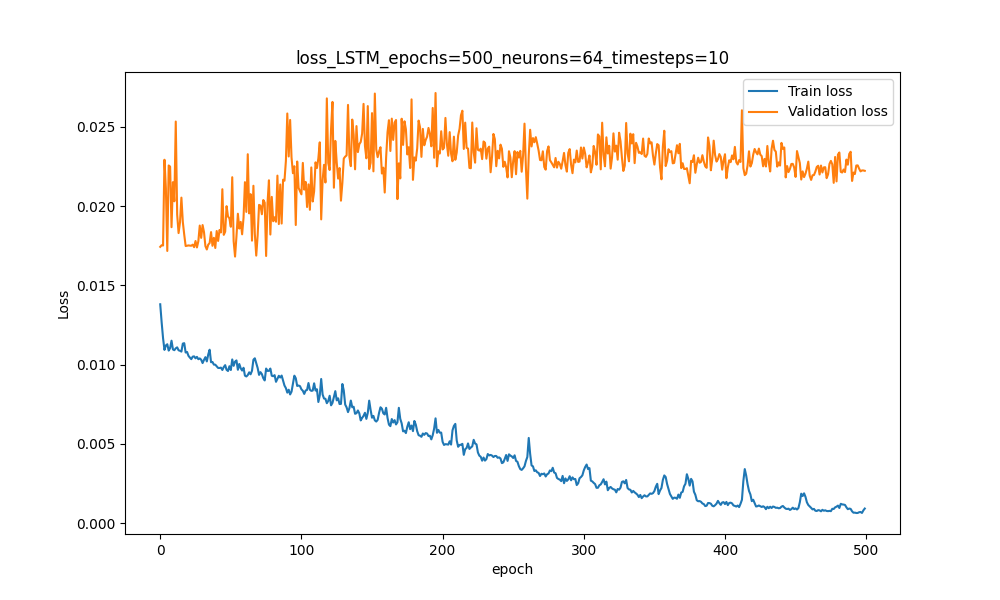 loss_LSTM_epochs=500_neurons=64_timesteps=10
Train loss
Validation loss
0.025
0.020
0.015
0.010
0.005
0.000
Loss
0 100 200 300 400 500
epoch